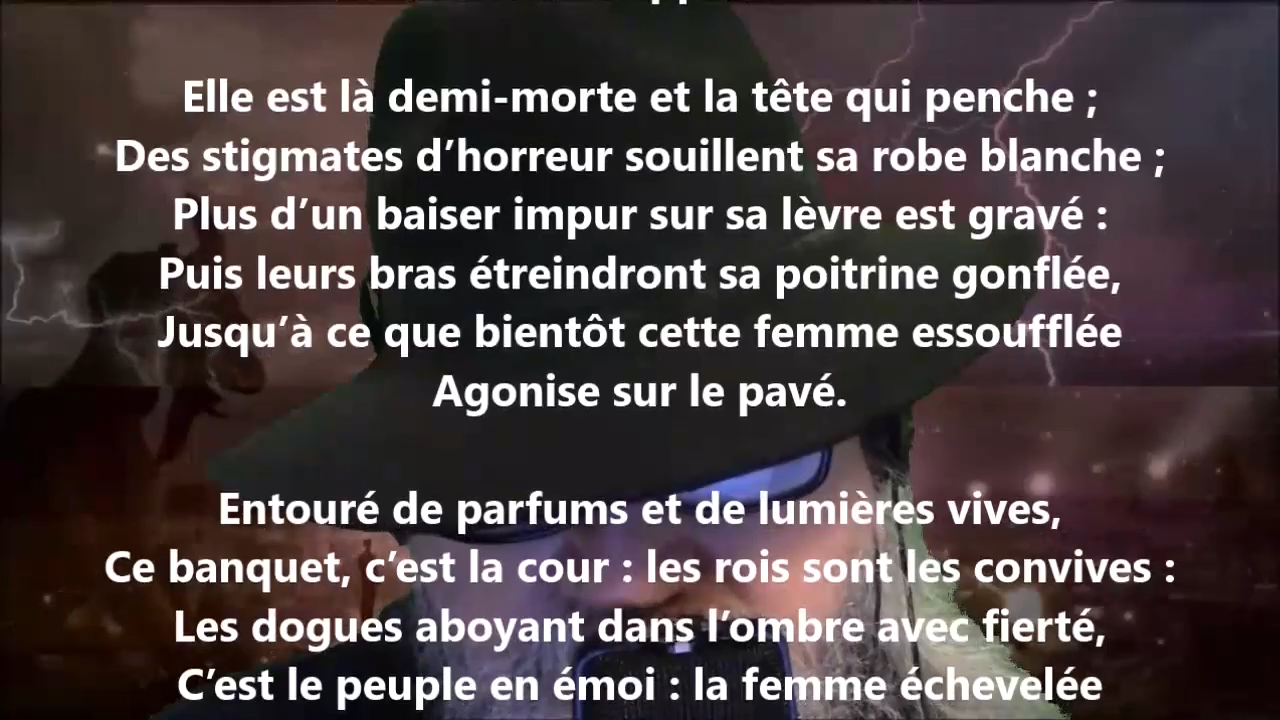 Elle est là demi-morte et la tête qui penche ;
Des stigmates d’horreur souillent sa robe blanche ;
Plus d’un baiser impur sur sa lèvre est gravé :
Puis leurs bras étreindront sa poitrine gonflée,
Jusqu’à ce que bientôt cette femme essoufflée
Agonise sur le pavé.
Entouré de parfums et de lumières vives,
Ce banquet, c’est la cour : les rois sont les convives :
Les dogues aboyant dans l’ombre avec fierté,
C’est le peuple en émoi : la femme échevelée